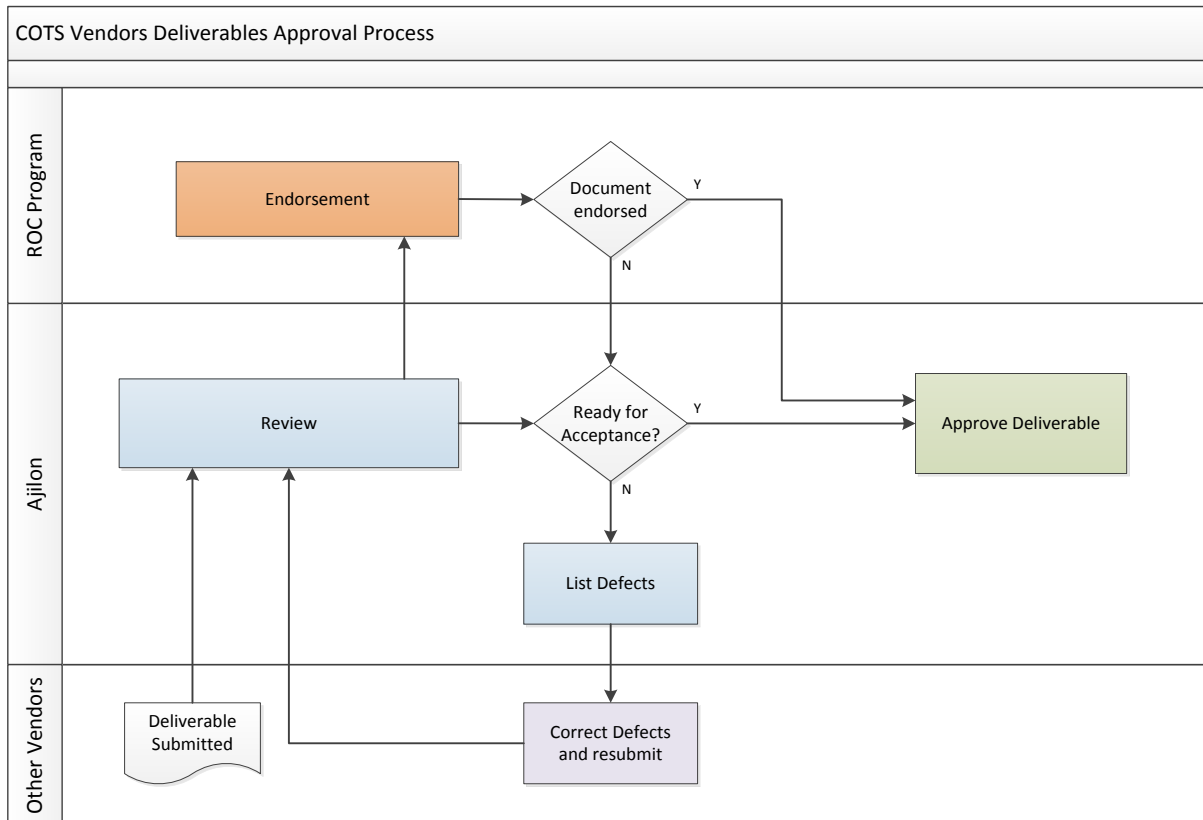 COTS Vendors Deliverables Approval Process
ROC Program
Endorsement
Document
endorsed
Y
N
Ajilon
Review
Ready for
Acceptance?
Y
N
Approve Deliverable
List Defects
Other Vendors
Deliverable
Submitted
Correct Defects
and resubmit